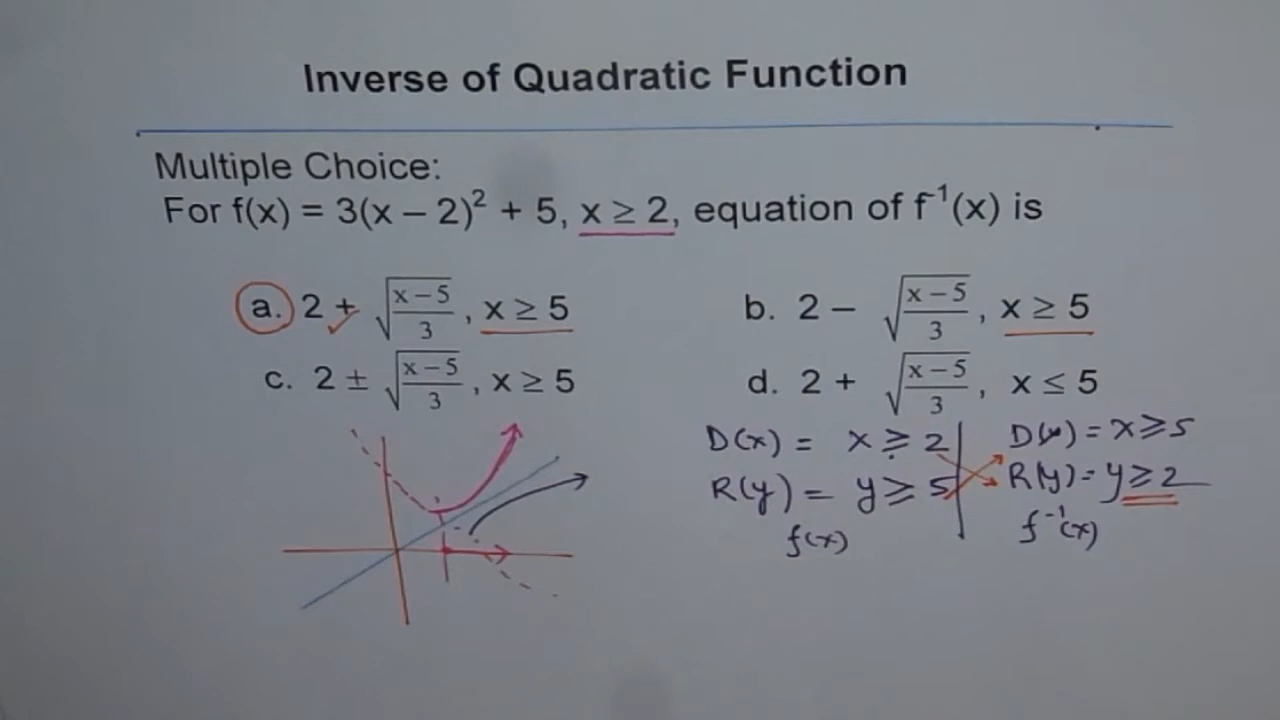 Inverse of Quadratic Function
Multiple Choice:
For f(x) = 3(x – 2)² + 5, x ≥ 2, equation of f⁻¹(x) is
a. 2 + √((x – 5)/3), x ≥ 5
b. 2 – √((x – 5)/3), x ≥ 5
c. 2 ± √((x – 5)/3), x ≥ 5
d. 2 + √((x – 5)/3), x ≤ 5
D(x) = x ≥ 2
R(y) = y ≥ 5
f(x)
D(x) = x ≥ 5
R(y) = y ≥ 2
f⁻¹(x)